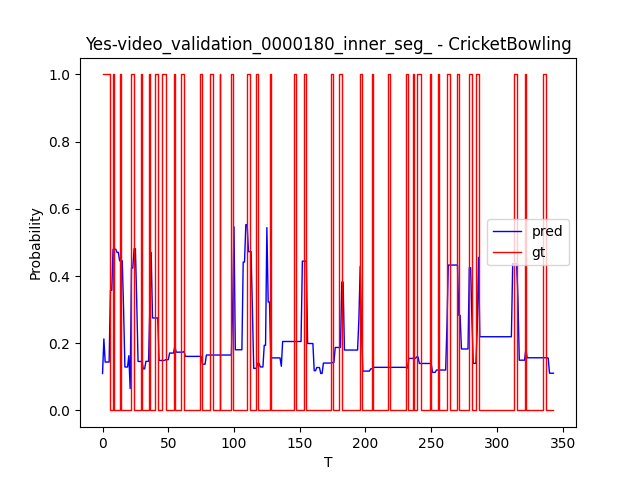 Yes-video_validation_0000180_inner_seg_ - CricketBowling
1.0
0.8
0.6
0.4
0.2
0.0
Probability
pred
gt
0 50 100 150 200 250 300 350
T